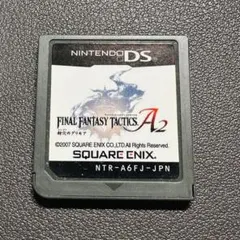 NINTENDO DS
FINAL FANTASY TACTICS A2
封穴のグリモア
©2007 SQUARE ENIX CO.,LTD.All Rights Reserved.
SQUARE ENIX.
NTR-A6FJ-JPN